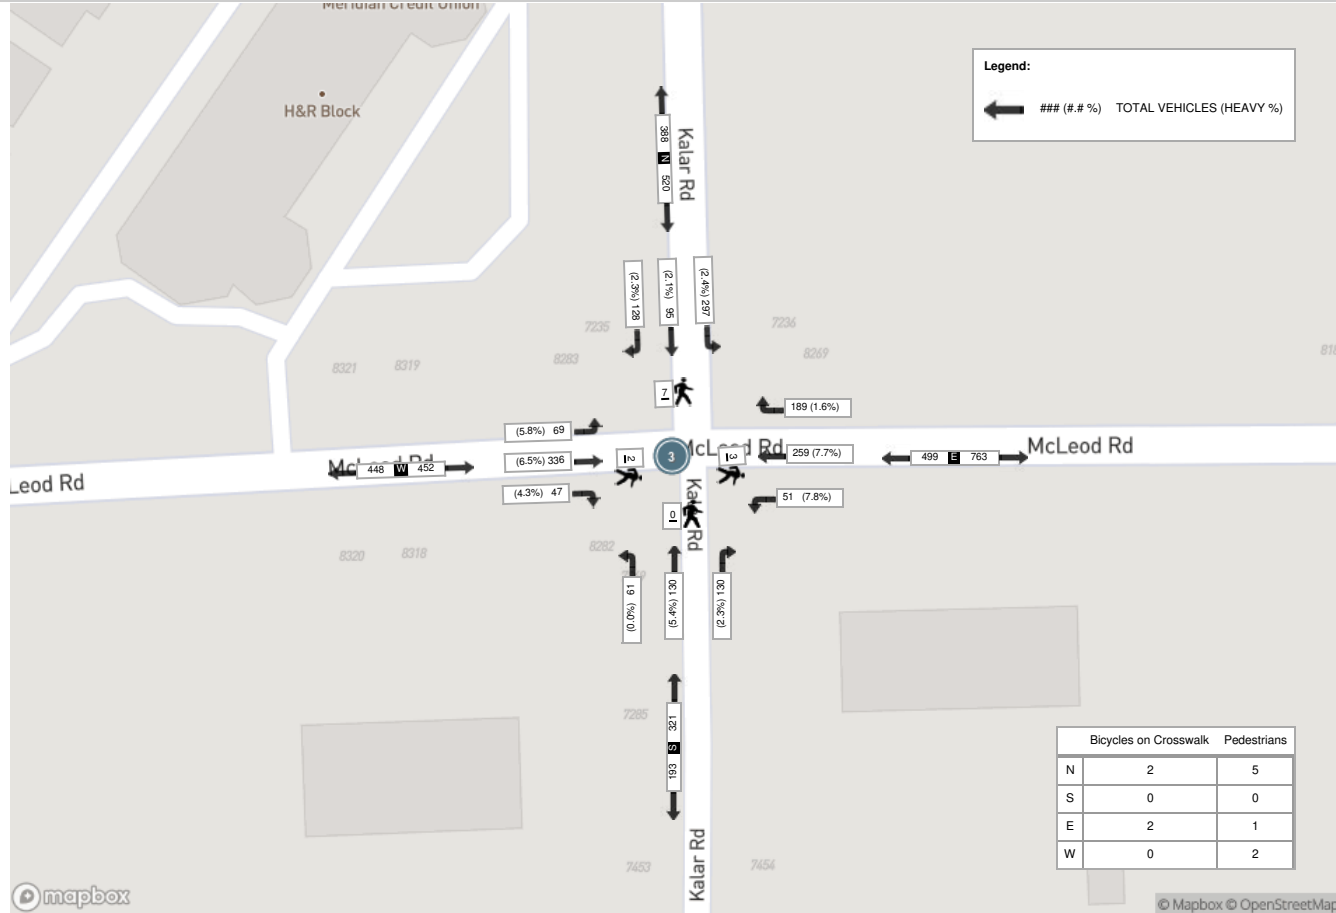 Meridian Credit Union
H&R Block
Legend:
### (#.# %) TOTAL VEHICLES (HEAVY %)
Kalar Rd
388 N 520
(2.3%) 128
(2.1%) 95
(2.4%) 297
7235
7236
8321
8319
8283
8269
7
189 (1.6%)
(5.8%) 69
McLeod Rd
McLeod Rd
McLeod Rd
(6.5%) 336
2
3
3
259 (7.7%)
448 W 452
499 E 763
Leod Rd
(4.3%) 47
51 (7.8%)
Kalar Rd
0
8320
8318
8282
(0.0%) 61
(5.4%) 130
(2.3%) 130
7285
193 S 321
Bicycles on Crosswalk Pedestrians
N 2 5
S 0 0
E 2 1
W 0 2
Kalar Rd
7453
7454
mapbox
© Mapbox © OpenStreetMap